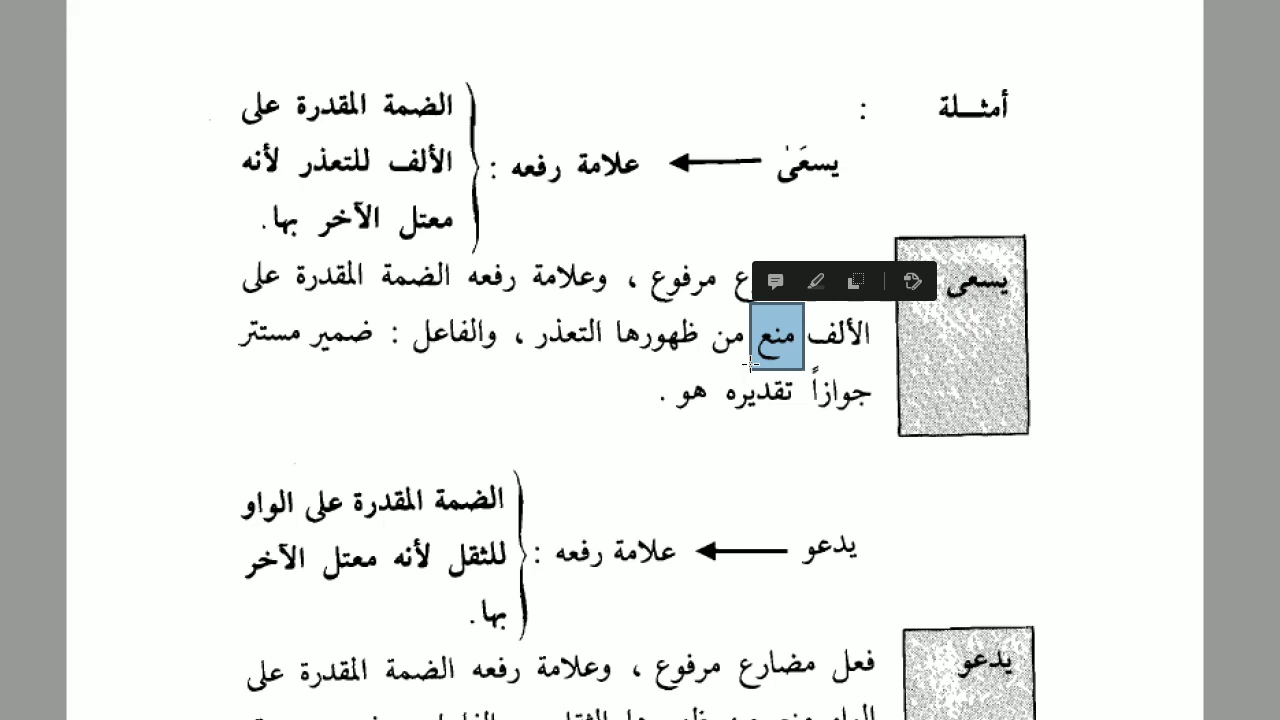 أمثلة :
يسعَىٰ ← علامة رفعه :
الضمة المقدرة على
الألف للتعذر لأنه
معتل الآخر بها.
يسعى
ع مرفوع ، وعلامة رفعه الضمة المقدرة على
الألف منع من ظهورها التعذر ، والفاعل : ضمير مستتر
جوازاً تقديره هو .
يدعو ← علامة رفعه :
الضمة المقدرة على الواو
للثقل لأنه معتل الآخر
بها.
يدعو
فعل مضارع مرفوع ، وعلامة رفعه الضمة المقدرة على